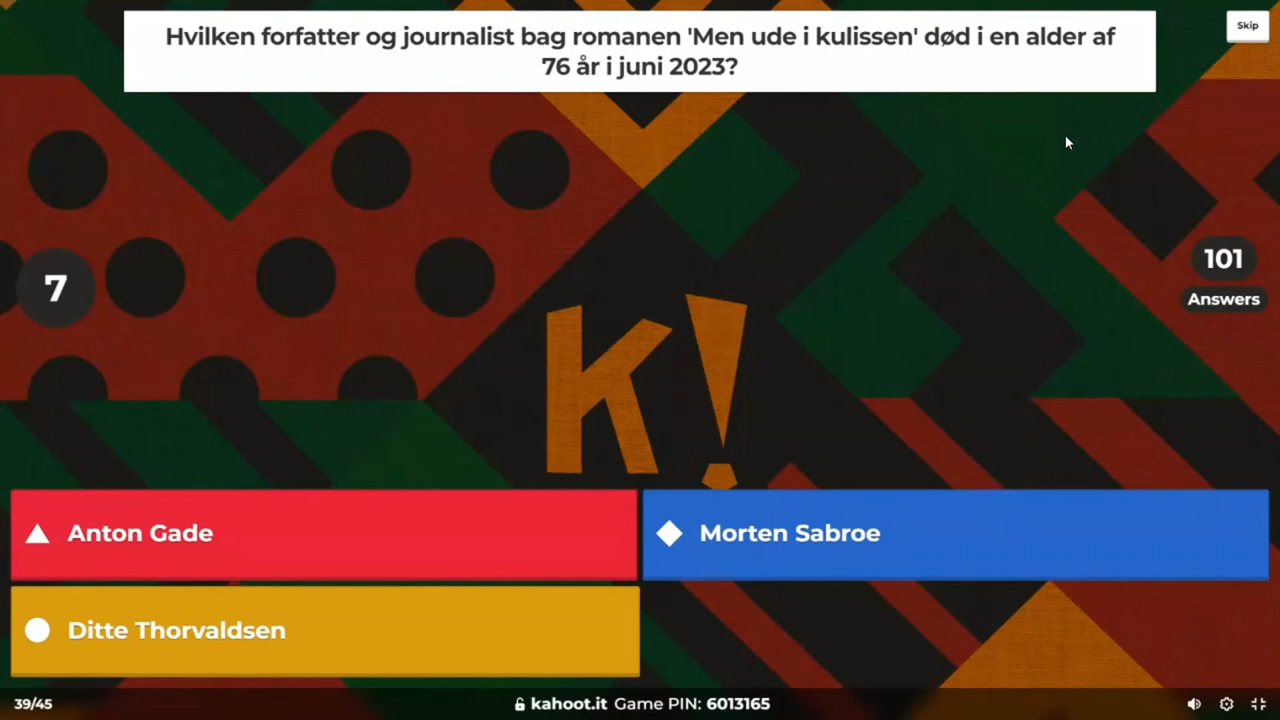 Hvilken forfatter og journalist bag romanen 'Men ude i kulissen' død i en alder af
76 år i juni 2023?
Skip
7
101
Answers
K!
Anton Gade
Morten Sabroe
Ditte Thorvaldsen
39/45
kahoot.it Game PIN: 6013165